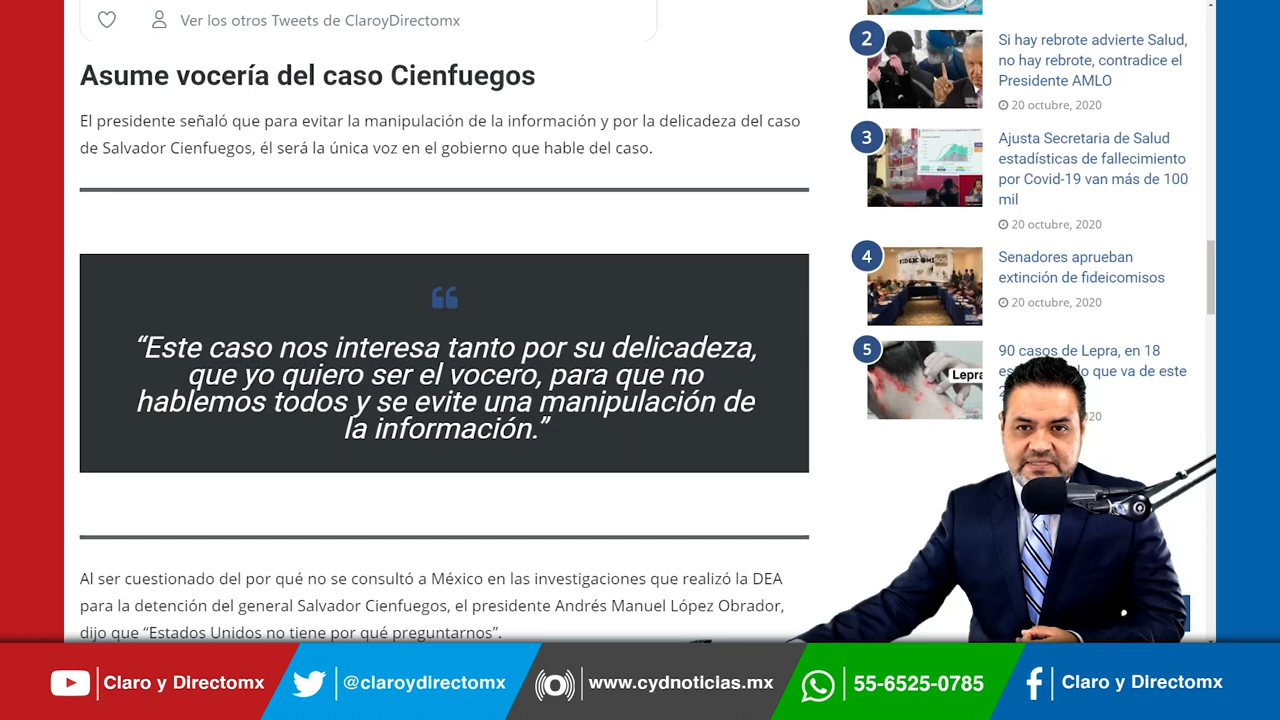 Ver los otros Tweets de ClaroyDirectomx
Asume vocería del caso Cienfuegos
El presidente señaló que para evitar la manipulación de la información y por la delicadeza del caso
de Salvador Cienfuegos, él será la única voz en el gobierno que hable del caso.
“Este caso nos interesa tanto por su delicadeza,
que yo quiero ser el vocero, para que no
hablemos todos y se evite una manipulación de
la información.”
Al ser cuestionado del por qué no se consultó a México en las investigaciones que realizó la DEA
para la detención del general Salvador Cienfuegos, el presidente Andrés Manuel López Obrador,
dijo que “Estados Unidos no tiene por qué preguntarnos”.
2
Si hay rebrote advierte Salud,
no hay rebrote, contradice el
Presidente AMLO
20 octubre, 2020
3
Ajusta Secretaria de Salud
estadísticas de fallecimiento
por Covid-19 van más de 100
mil
20 octubre, 2020
4
FIDEICOMISOS
Senadores aprueban
extinción de fideicomisos
20 octubre, 2020
5
Lepra
90 casos de Lepra, en 18
lo que va de este
Claro y Directomx
@claroydirectomx
www.cydnoticias.mx
55-6525-0785
Claro y Directomx